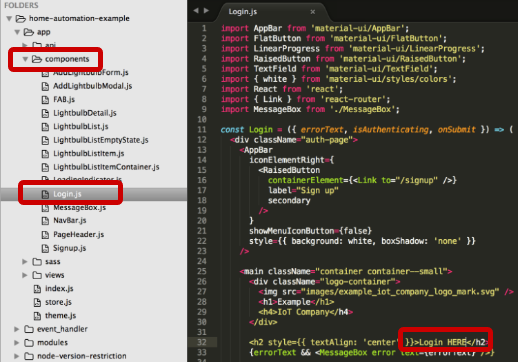 FOLDERS
home-automation-example
app
api
components
AddLightbulbForm.js
AddLightbulbModal.js
FAB.js
LightbulbDetail.js
LightbulbList.js
LightbulbListEmptyState.js
LightbulbListItem.js
LightbulbListItemContainer.js
LoadingIndicator.js
Login.js
MessageBox.js
NavBar.js
PageHeader.js
Signup.js
sass
views
index.js
store.js
theme.js
event_handler
modules
node-version-restriction
Login.js ×
1 import AppBar from 'material-ui/AppBar';
2 import FlatButton from 'material-ui/FlatButton';
3 import LinearProgress from 'material-ui/LinearProgress';
4 import RaisedButton from 'material-ui/RaisedButton';
5 import TextField from 'material-ui/TextField';
6 import { white } from 'material-ui/styles/colors';
7 import React from 'react';
8 import { Link } from 'react-router';
9 import MessageBox from './MessageBox';
10
11 const Login = ({ errorText, isAuthenticating, onSubmit }) => (
12 <div className="auth-page">
13 <AppBar
14 iconElementRight={
15 <RaisedButton
16 containerElement={<Link to="/signup" />}
17 label="Sign up"
18 secondary
19 />
20 }
21 showMenuIconButton={false}
22 style={{ background: white, boxShadow: 'none' }}
23 />
24
25 <main className="container container--small">
26 <div className="logo-container">
27 <img src="images/example_iot_company_logo_mark.svg" />
28 <h1>Example</h1>
29 <h4>IoT Company</h4>
30 </div>
31
32 <h2 style={{ textAlign: 'center' }}>Login HERE</h2>
33 {errorText && <MessageBox error text={errorText} />}